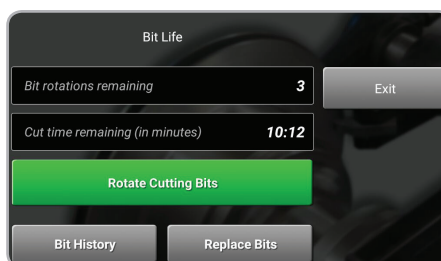 Bit Life
Bit rotations remaining 3
Exit
Cut time remaining (in minutes) 10:12
Rotate Cutting Bits
Bit History Replace Bits